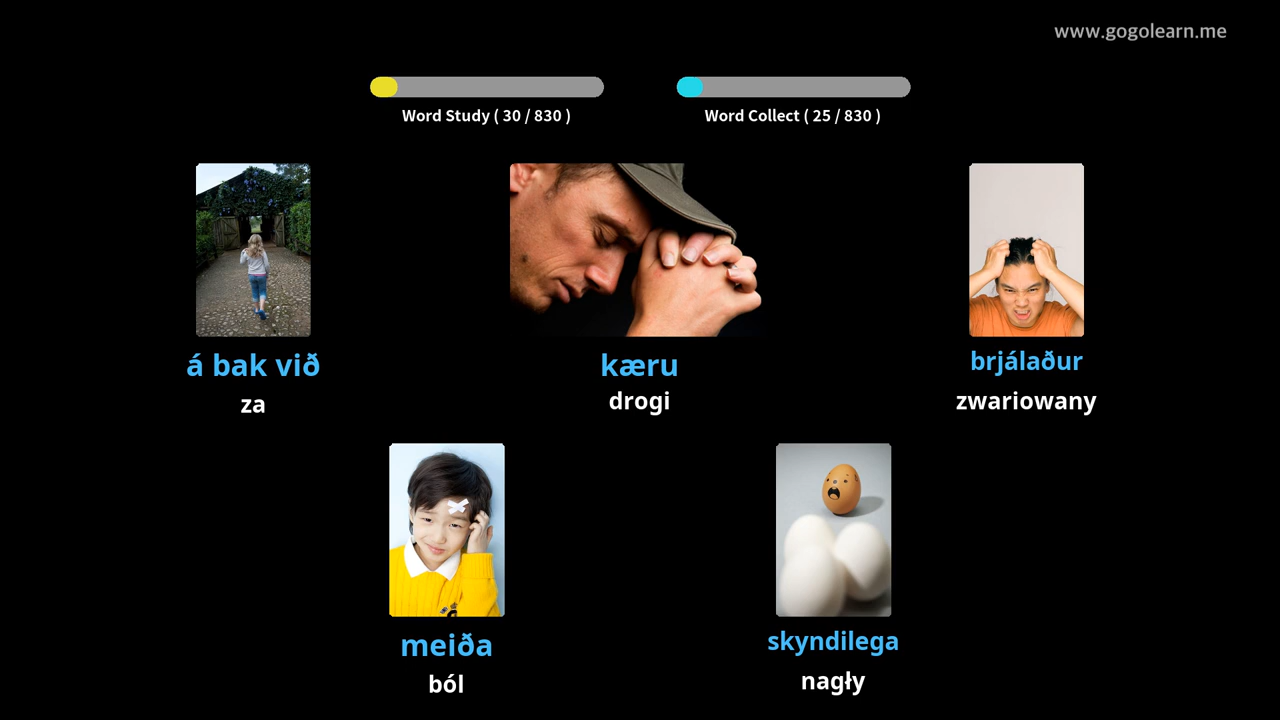 www.gogolearn.me
Word Study ( 30 / 830 )
Word Collect ( 25 / 830 )
á bak við
za
kæru
drogi
brjálaður
zwariowany
meiða
ból
skyndilega
nagły